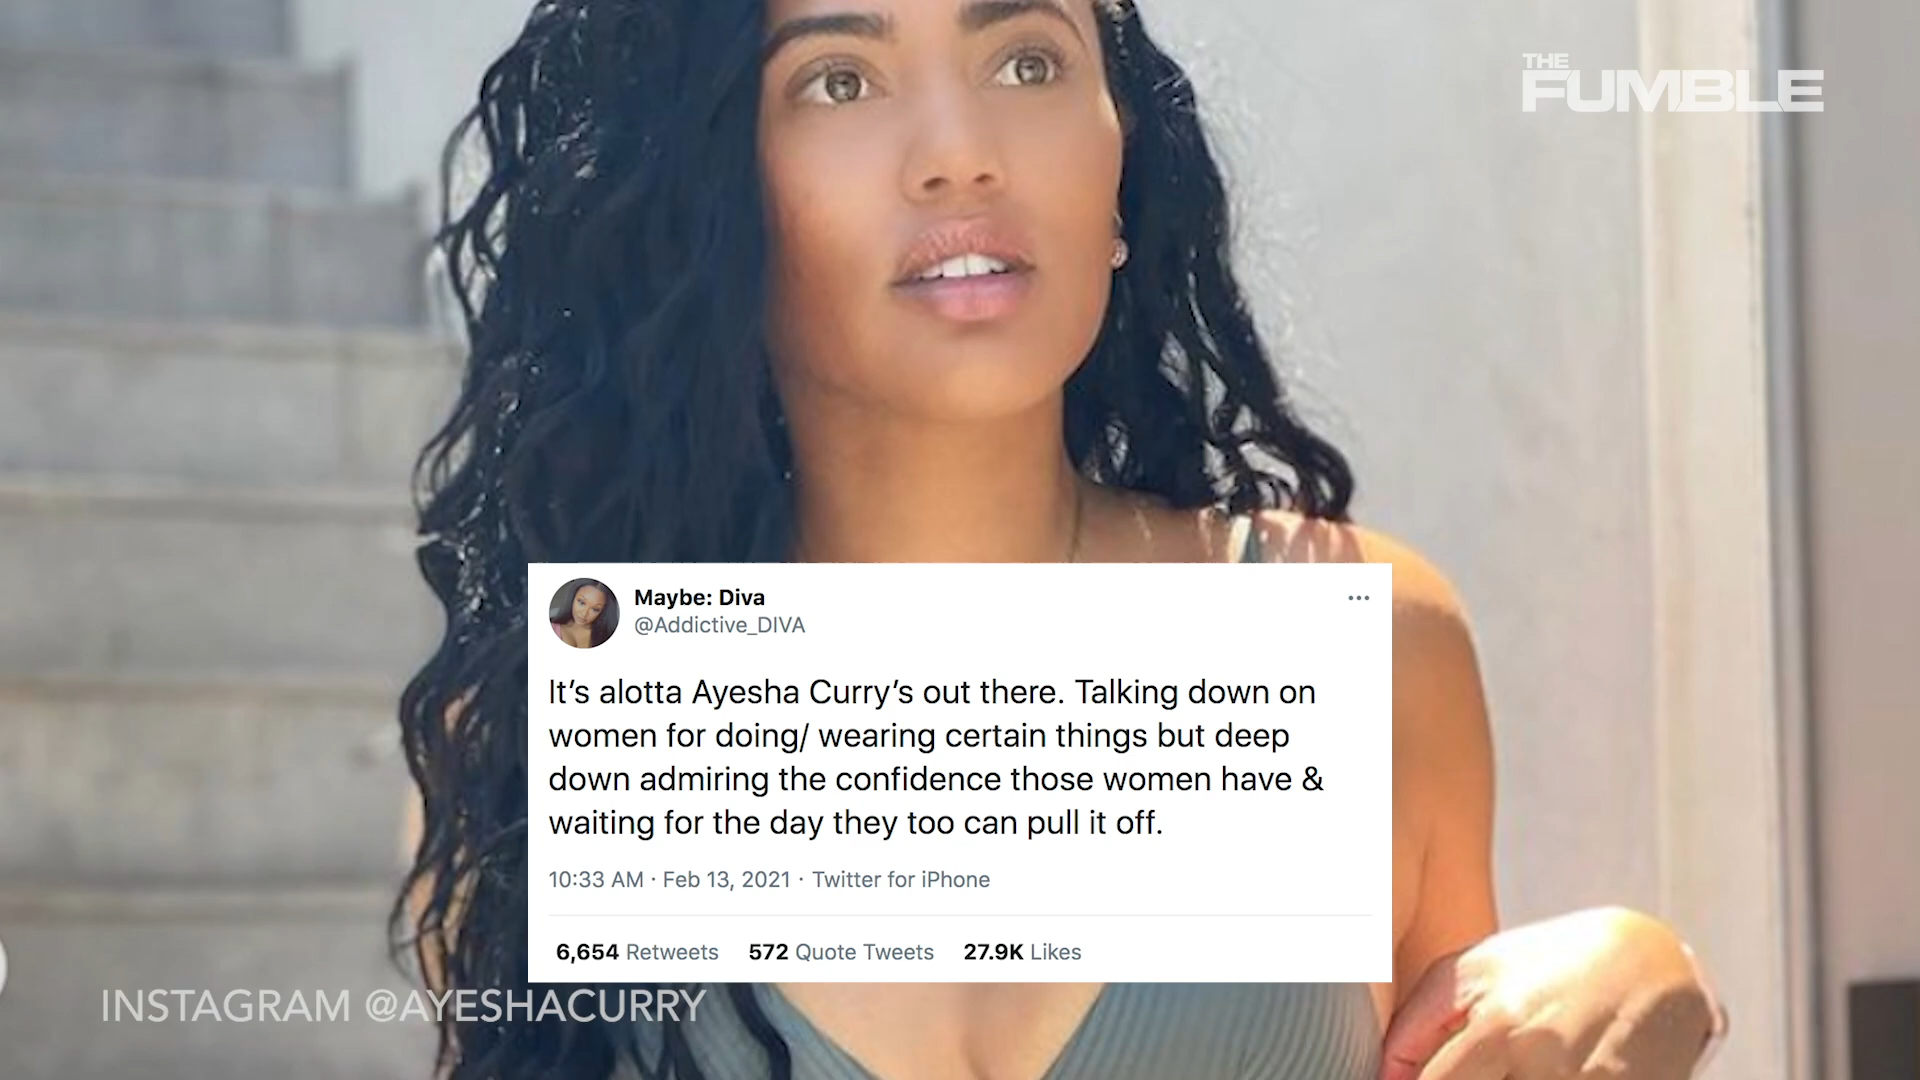 THE
FUMBLE
Maybe: Diva
@Addictive_DIVA
It’s alotta Ayesha Curry’s out there. Talking down on
women for doing/ wearing certain things but deep
down admiring the confidence those women have &
waiting for the day they too can pull it off.
10:33 AM · Feb 13, 2021 · Twitter for iPhone
6,654 Retweets 572 Quote Tweets 27.9K Likes
INSTAGRAM @AYESHACURRY